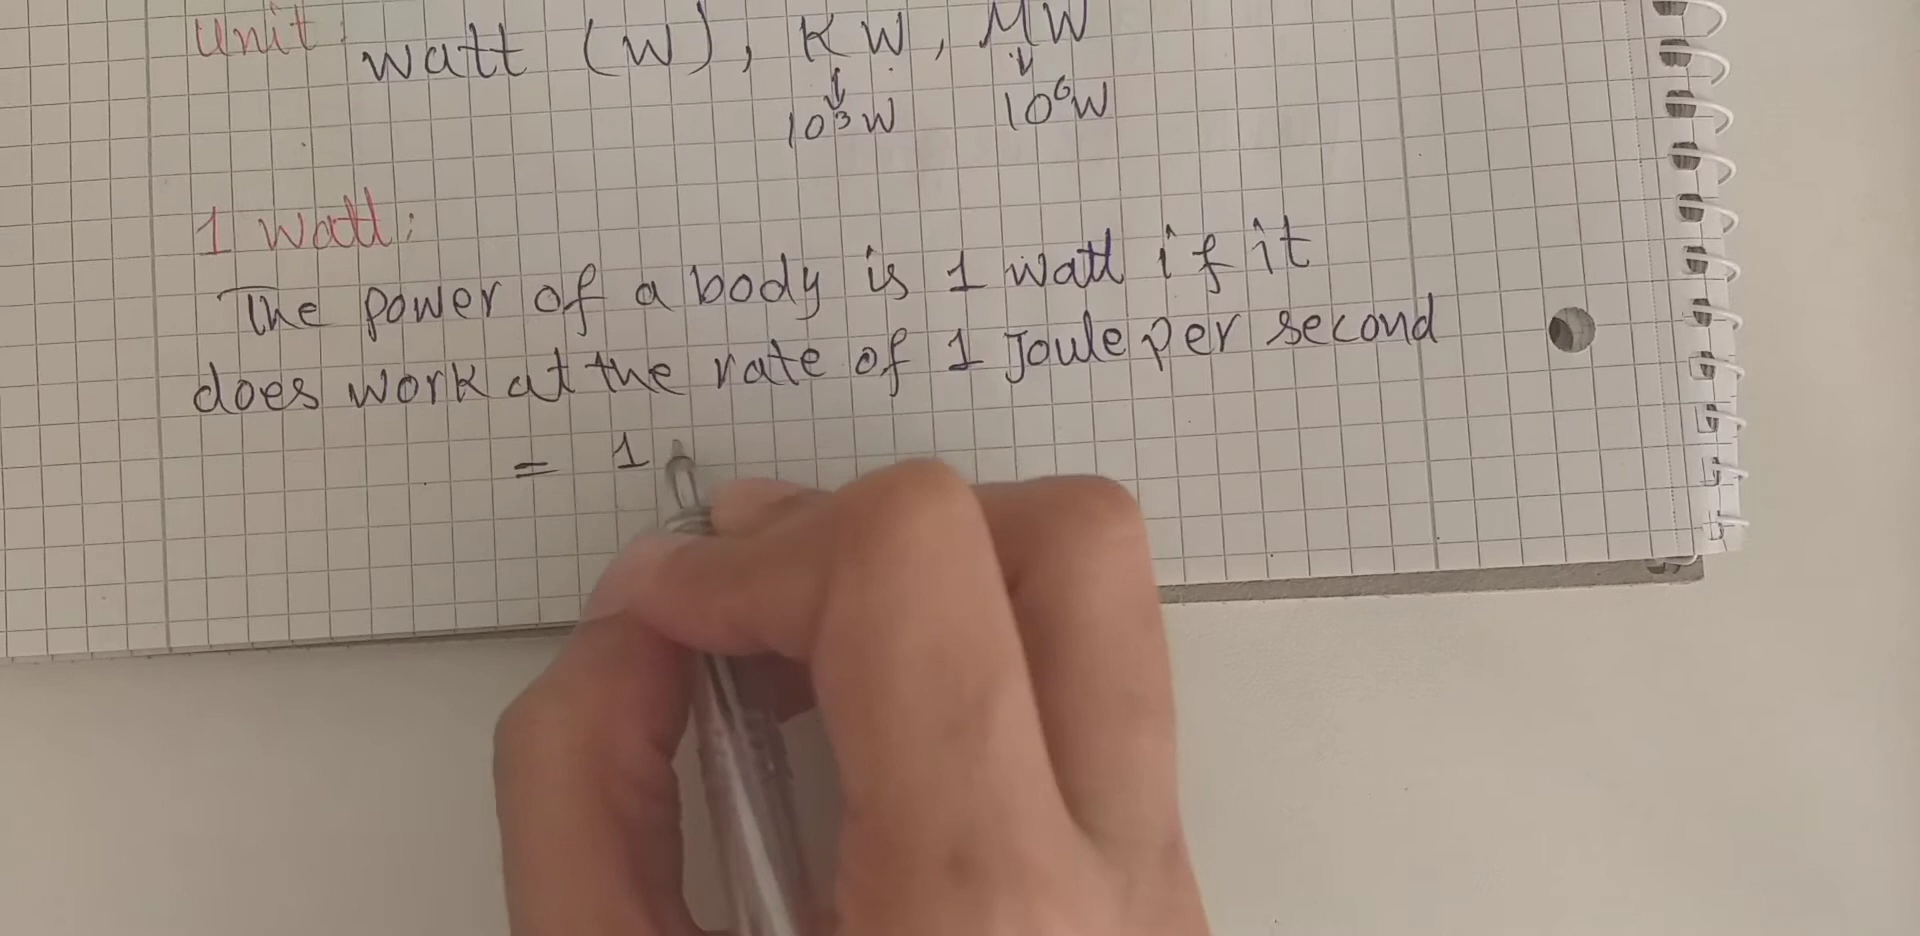 Unit:
Watt (W), KW, MW
↓ ↓
10³W 10⁶W
1 Watt:
The power of a body is 1 watt if it
does work at the rate of 1 Joule per second
= 1